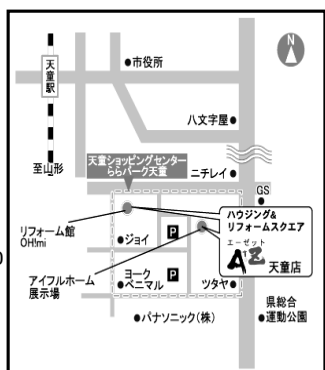 N
市役所
天童駅
八文字屋
天童ショッピングセンター
ららパーク天童
至山形
ニチレイ
GS
ハウジング&
リフォームスクエア
エーゼット
AtoZ
天童店
リフォーム館
OH!mi
ジョイ
P
アイフルホーム
展示場
ヨーク
ベニマル
P
ツタヤ
県総合
運動公園
パナソニック(株)